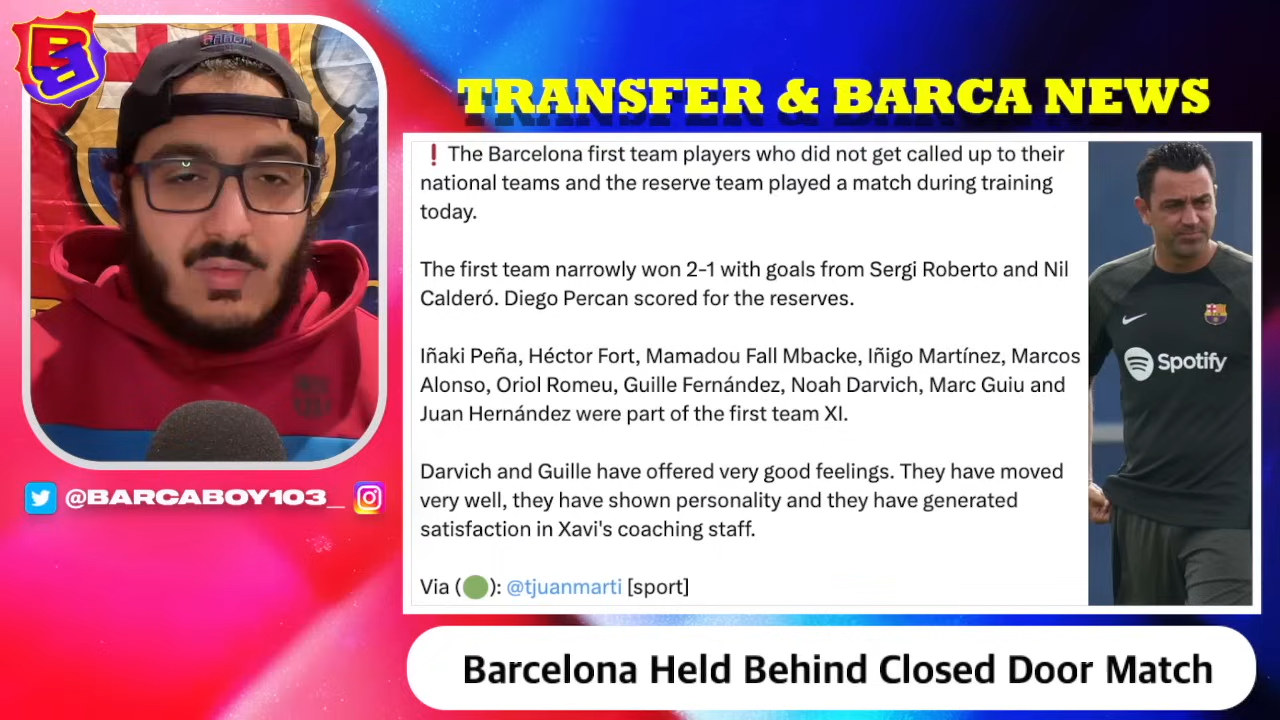 TRANSFER & BARCA NEWS
❗ The Barcelona first team players who did not get called up to their
national teams and the reserve team played a match during training
today.
The first team narrowly won 2-1 with goals from Sergi Roberto and Nil
Calderó. Diego Percan scored for the reserves.
Iñaki Peña, Héctor Fort, Mamadou Fall Mbacke, Iñigo Martínez, Marcos
Alonso, Oriol Romeu, Guille Fernández, Noah Darvich, Marc Guiu and
Juan Hernández were part of the first team XI.
Darvich and Guille have offered very good feelings. They have moved
very well, they have shown personality and they have generated
satisfaction in Xavi's coaching staff.
Via (🟢): @tjuanmarti [sport]
Spotify
@BARCABOY103_
Barcelona Held Behind Closed Door Match